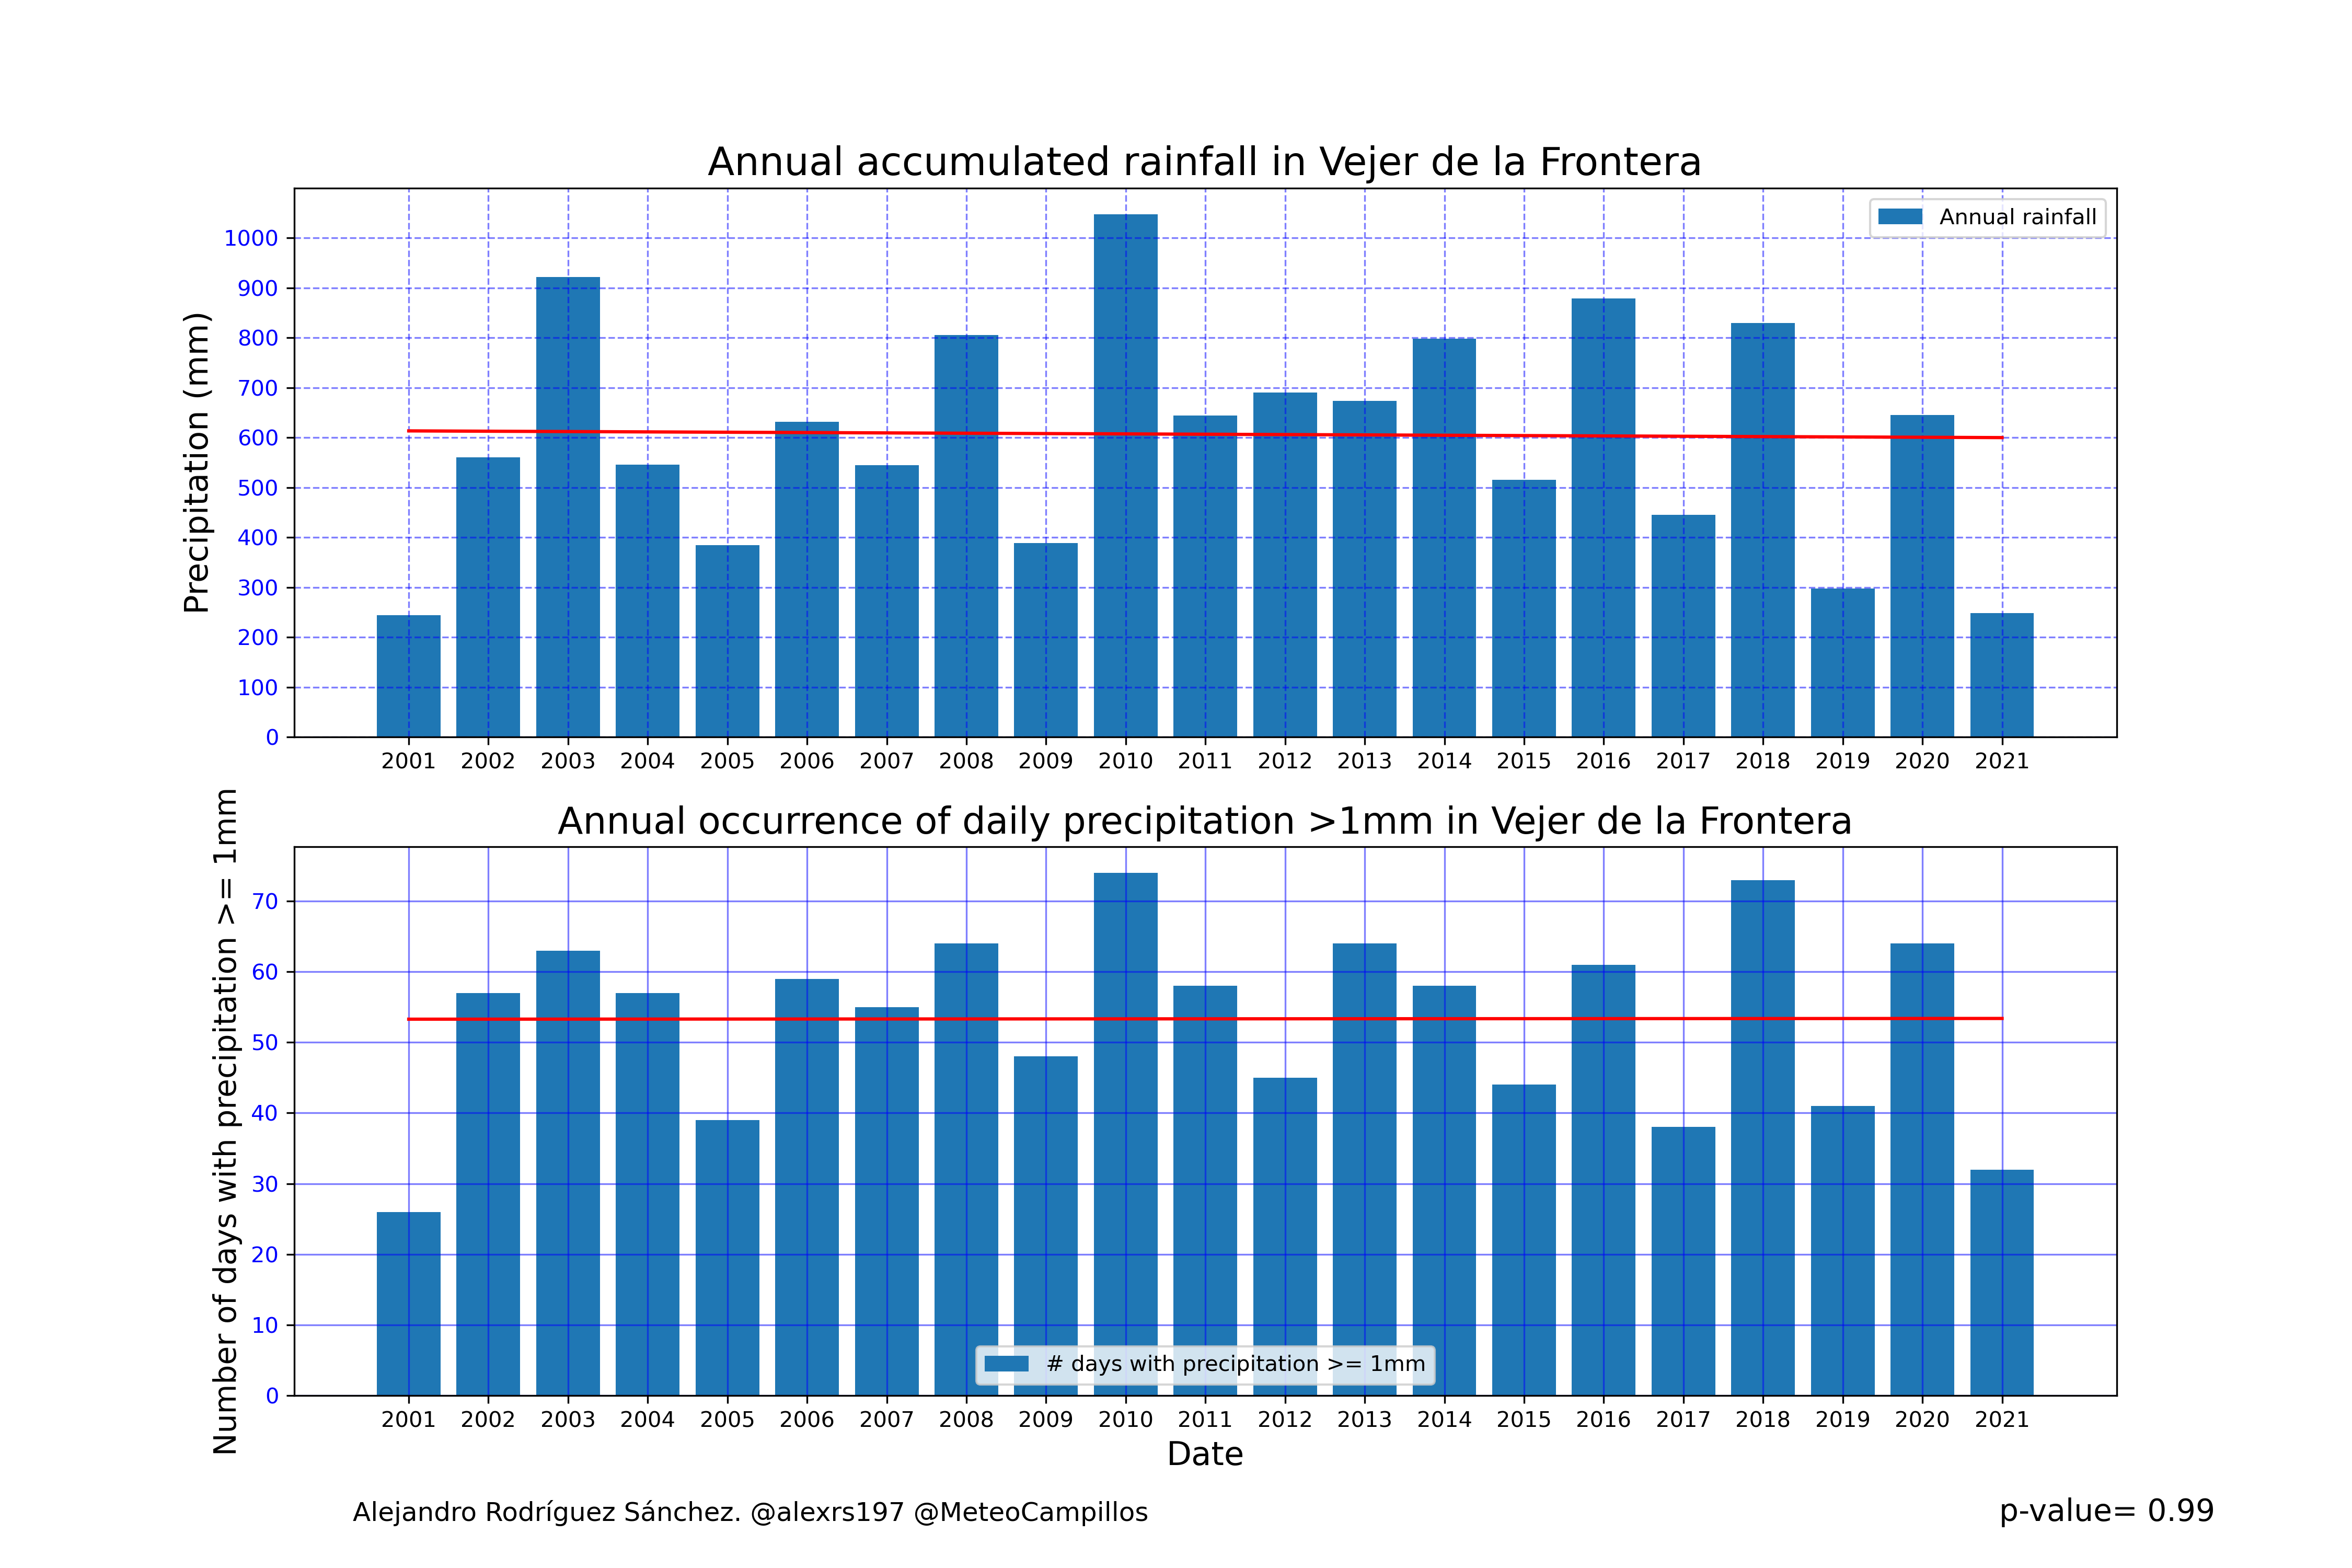 Annual accumulated rainfall in Vejer de la Frontera
Precipitation (mm)
1000
900
800
700
600
500
400
300
200
100
0
Annual rainfall
2001 2002 2003 2004 2005 2006 2007 2008 2009 2010 2011 2012 2013 2014 2015 2016 2017 2018 2019 2020 2021
Annual occurrence of daily precipitation >1mm in Vejer de la Frontera
Number of days with precipitation >= 1mm
70
60
50
40
30
20
10
0
# days with precipitation >= 1mm
2001 2002 2003 2004 2005 2006 2007 2008 2009 2010 2011 2012 2013 2014 2015 2016 2017 2018 2019 2020 2021
Date
Alejandro Rodríguez Sánchez. @alexrs197 @MeteoCampillos
p-value= 0.99